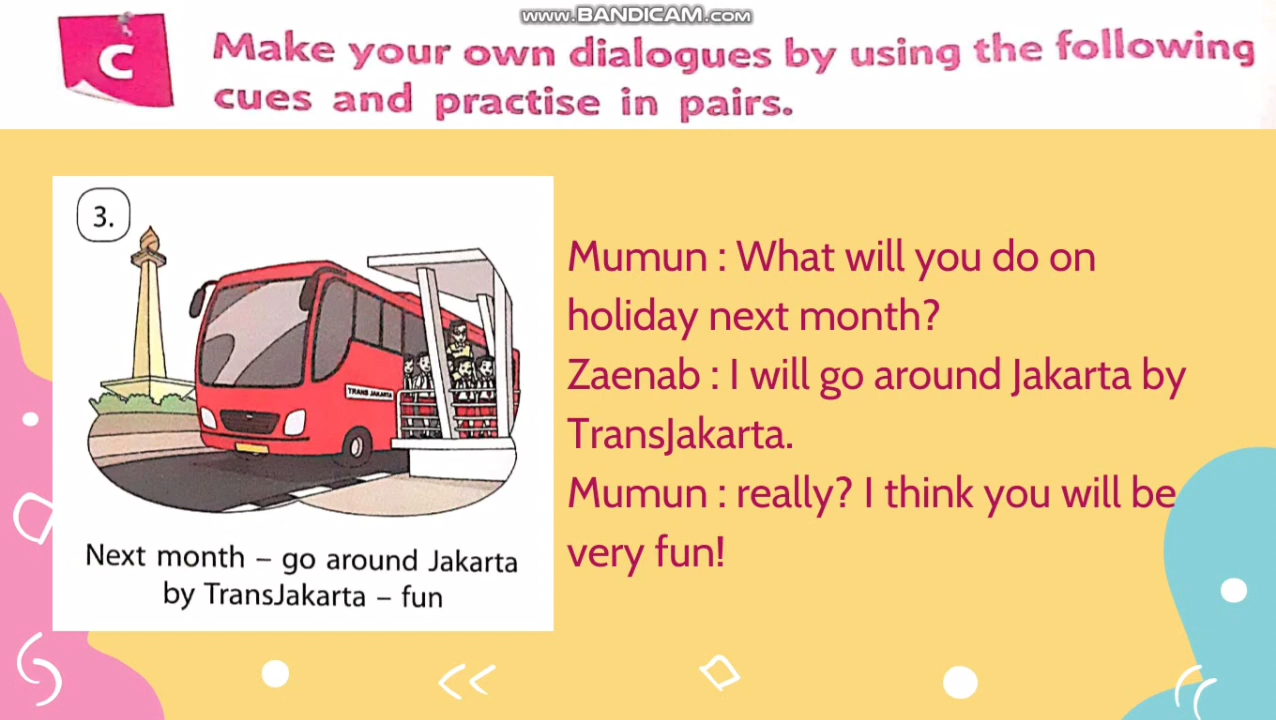 www.BANDICAM.com
C
Make your own dialogues by using the following
cues and practise in pairs.
3.
TRANS JAKARTA
Next month – go around Jakarta
by TransJakarta – fun
Mumun : What will you do on
holiday next month?
Zaenab : I will go around Jakarta by
TransJakarta.
Mumun : really? I think you will be
very fun!